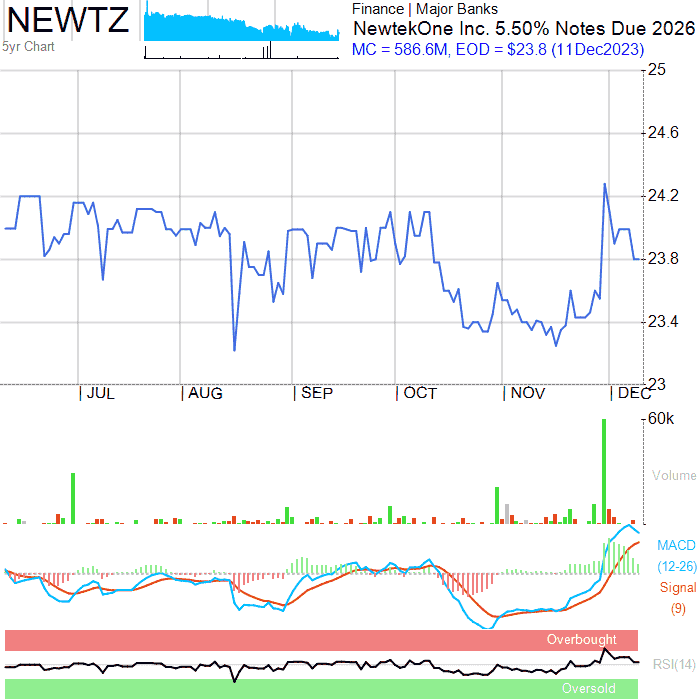 NEWTZ
5yr Chart
Finance | Major Banks
NewtekOne Inc. 5.50% Notes Due 2026
MC = 586.6M, EOD = $23.8 (11Dec2023)
25
24.6
24.2
23.8
23.4
23
JUL AUG SEP OCT NOV DEC
60k
Volume
MACD
(12-26)
Signal
(9)
Overbought
RSI(14)
Oversold